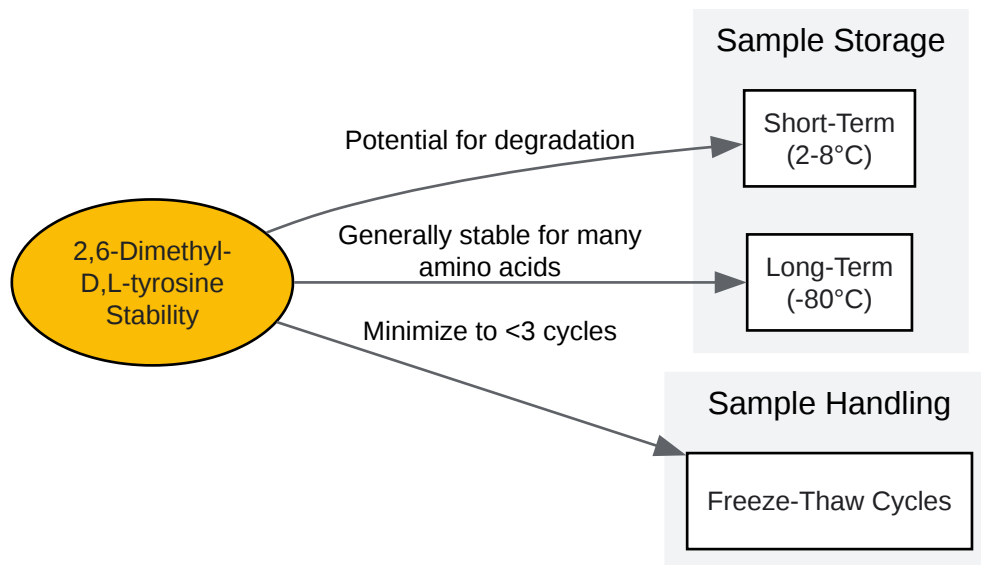 Sample Storage
Short-Term
(2-8°C)
Potential for degradation
2,6-Dimethyl-
D,L-tyrosine
Stability
Generally stable for many
amino acids
Long-Term
(-80°C)
Minimize to <3 cycles
Sample Handling
Freeze-Thaw Cycles